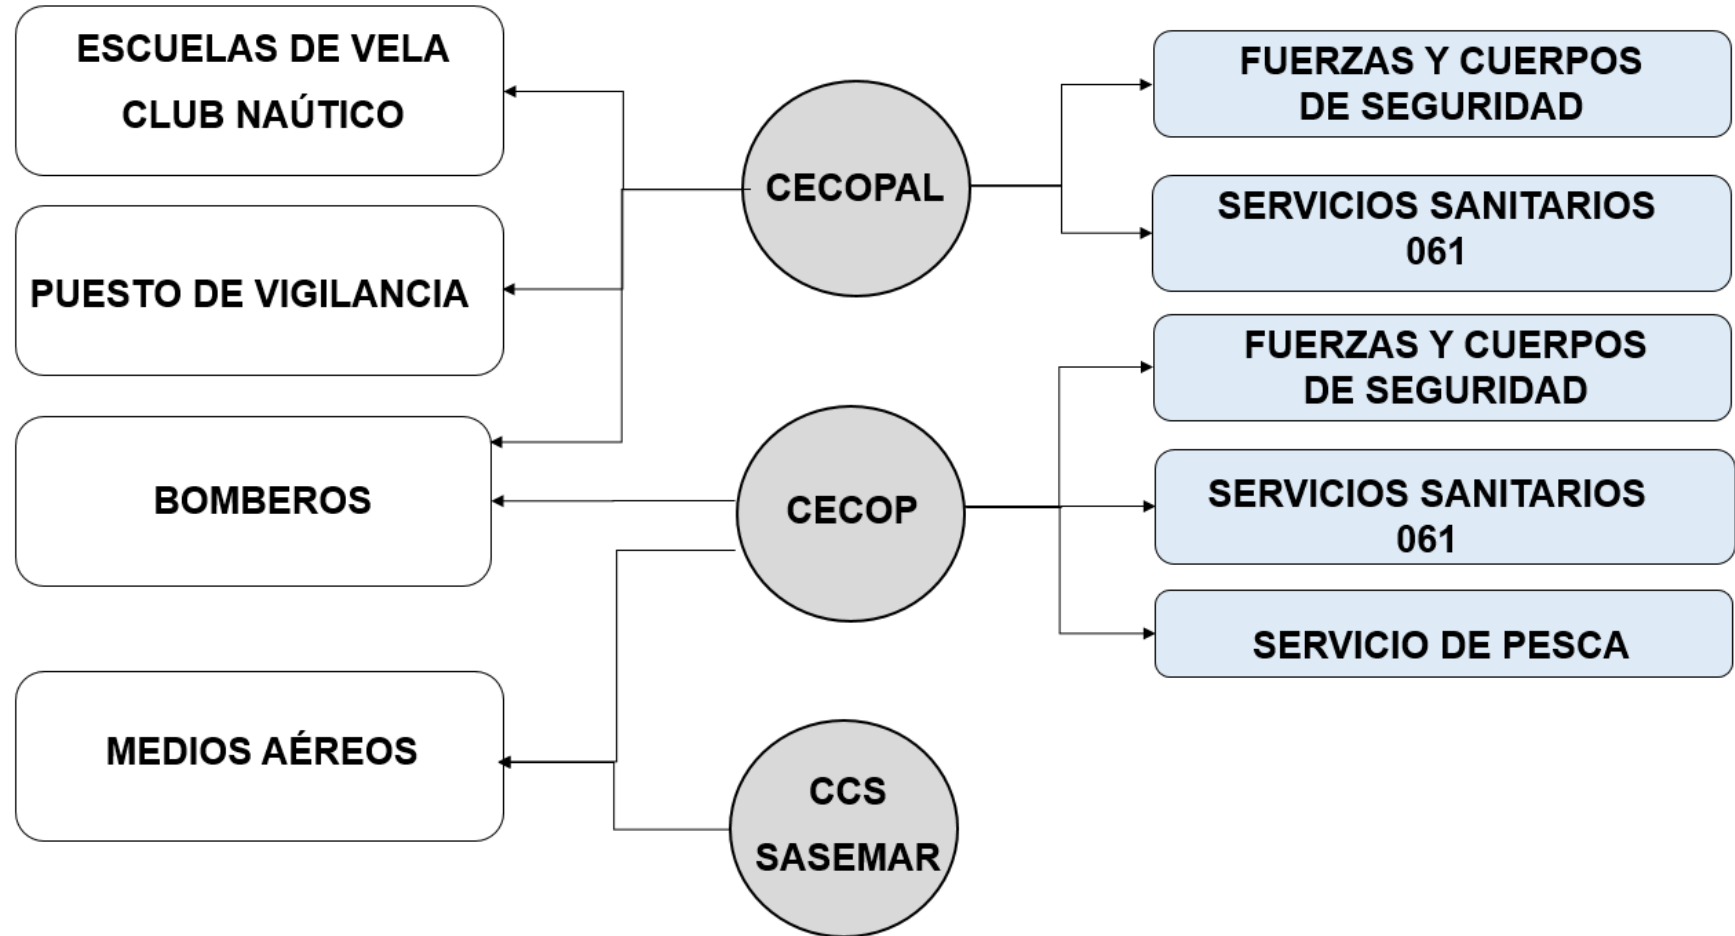 ESCUELAS DE VELA
CLUB NAÚTICO
PUESTO DE VIGILANCIA
BOMBEROS
MEDIOS AÉREOS
CECOPAL
CECOP
CCS
SASEMAR
FUERZAS Y CUERPOS
DE SEGURIDAD
SERVICIOS SANITARIOS
061
FUERZAS Y CUERPOS
DE SEGURIDAD
SERVICIOS SANITARIOS
061
SERVICIO DE PESCA